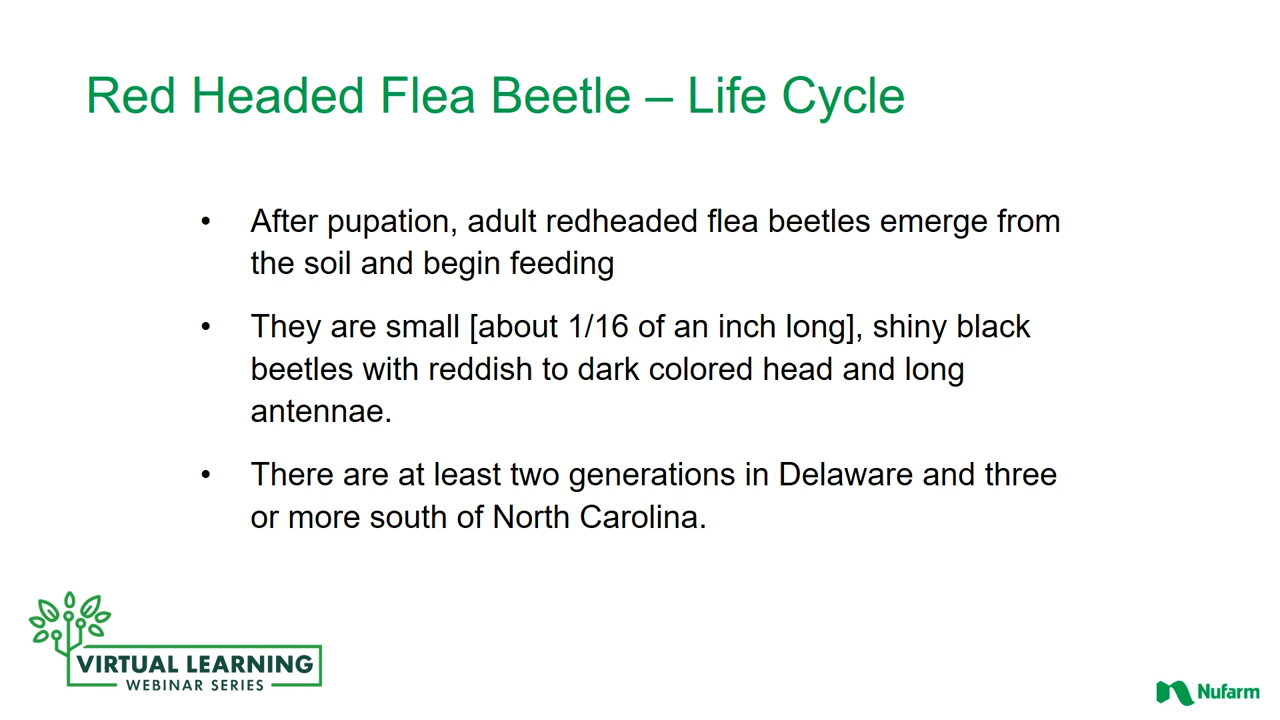 Red Headed Flea Beetle – Life Cycle
• After pupation, adult redheaded flea beetles emerge from
the soil and begin feeding
• They are small [about 1/16 of an inch long], shiny black
beetles with reddish to dark colored head and long
antennae.
• There are at least two generations in Delaware and three
or more south of North Carolina.
VIRTUAL LEARNING
WEBINAR SERIES
Nufarm